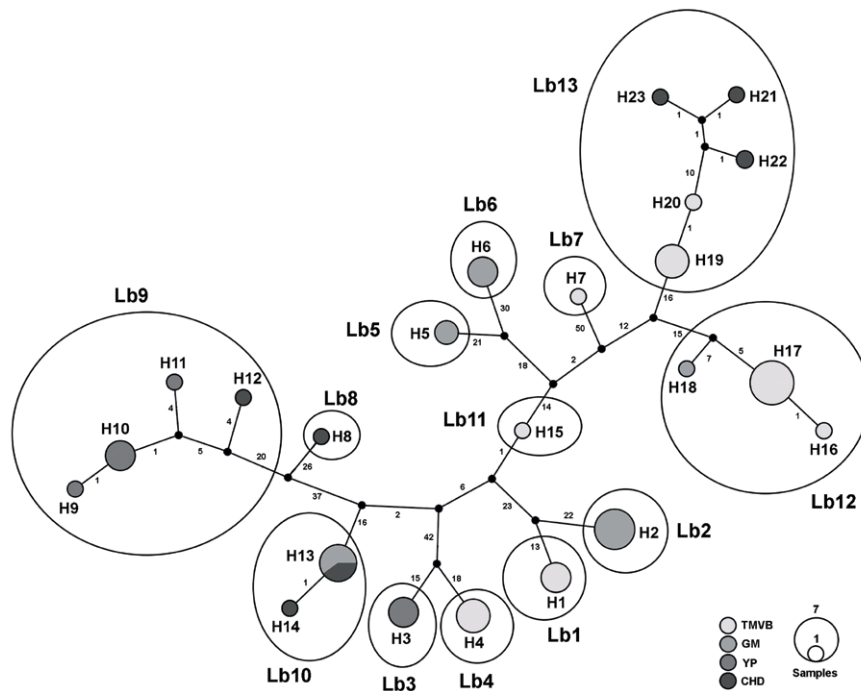 Lb13
H23
H21
1
1
1
H22
1
10
H20
1
H19
16
Lb6
H6
30
Lb7
H7
50
12
15
Lb5
H5
21
18
2
7
H18
5
H17
1
H16
Lb12
Lb9
H11
4
H12
4
H10
1
5
20
1
H9
Lb8
H8
26
37
Lb11
14
H15
1
6
2
23
22
H2
Lb2
13
H1
Lb1
16
H13
1
H14
Lb10
42
15
18
H3
H4
Lb3
Lb4
TMVB
GM
YP
CHD
7
1
Samples